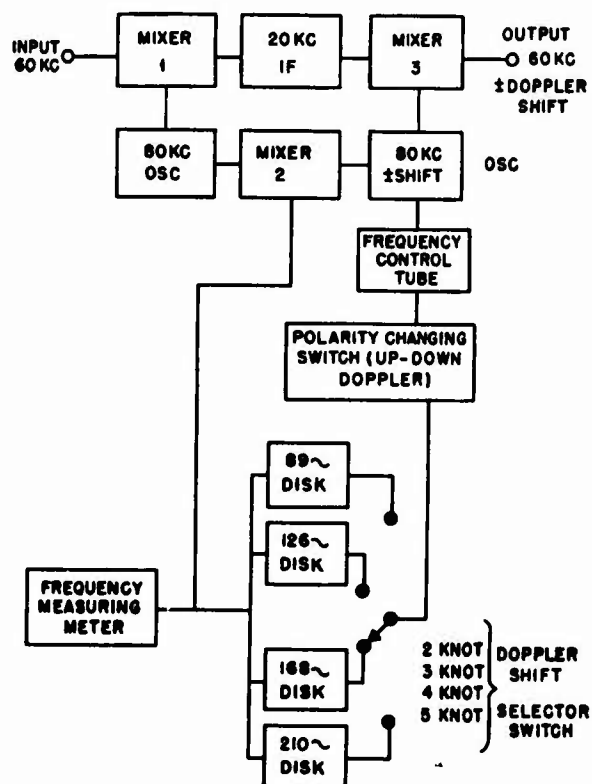 INPUT
60 KC
MIXER
1
20 KC
IF
MIXER
3
OUTPUT
60 KC
±DOPPLER
SHIFT
80 KC
OSC
MIXER
2
80 KC
±SHIFT
OSC
FREQUENCY
CONTROL
TUBE
POLARITY CHANGING
SWITCH (UP-DOWN
DOPPLER)
89~
DISK
126~
DISK
FREQUENCY
MEASURING
METER
168~
DISK
210~
DISK
2 KNOT
3 KNOT
4 KNOT
5 KNOT
DOPPLER
SHIFT
SELECTOR
SWITCH